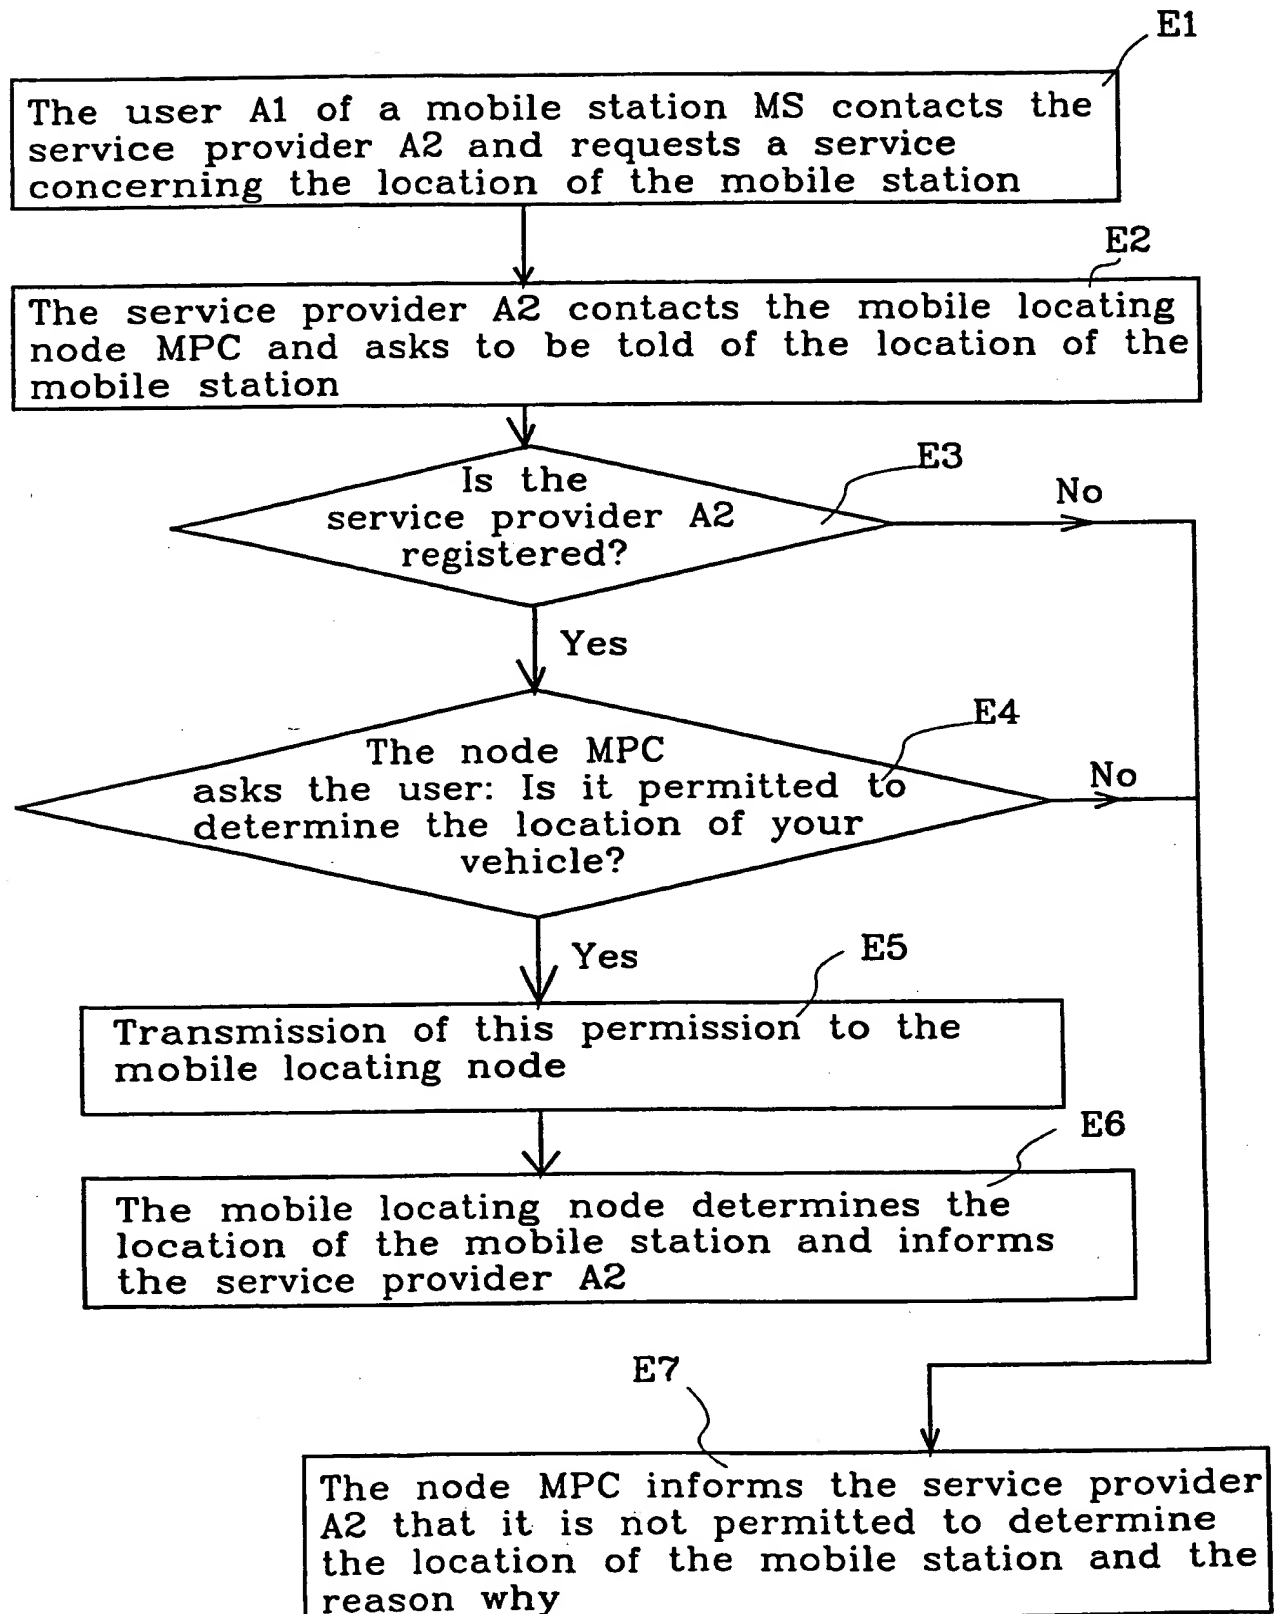 E1
The user A1 of a mobile station MS contacts the
service provider A2 and requests a service
concerning the location of the mobile station
E2
The service provider A2 contacts the mobile locating
node MPC and asks to be told of the location of the
mobile station
E3
Is the
service provider A2
registered?
No
Yes
E4
The node MPC
asks the user: Is it permitted to
determine the location of your
vehicle?
No
Yes
E5
Transmission of this permission to the
mobile locating node
E6
The mobile locating node determines the
location of the mobile station and informs
the service provider A2
E7
The node MPC informs the service provider
A2 that it is not permitted to determine
the location of the mobile station and the
reason why